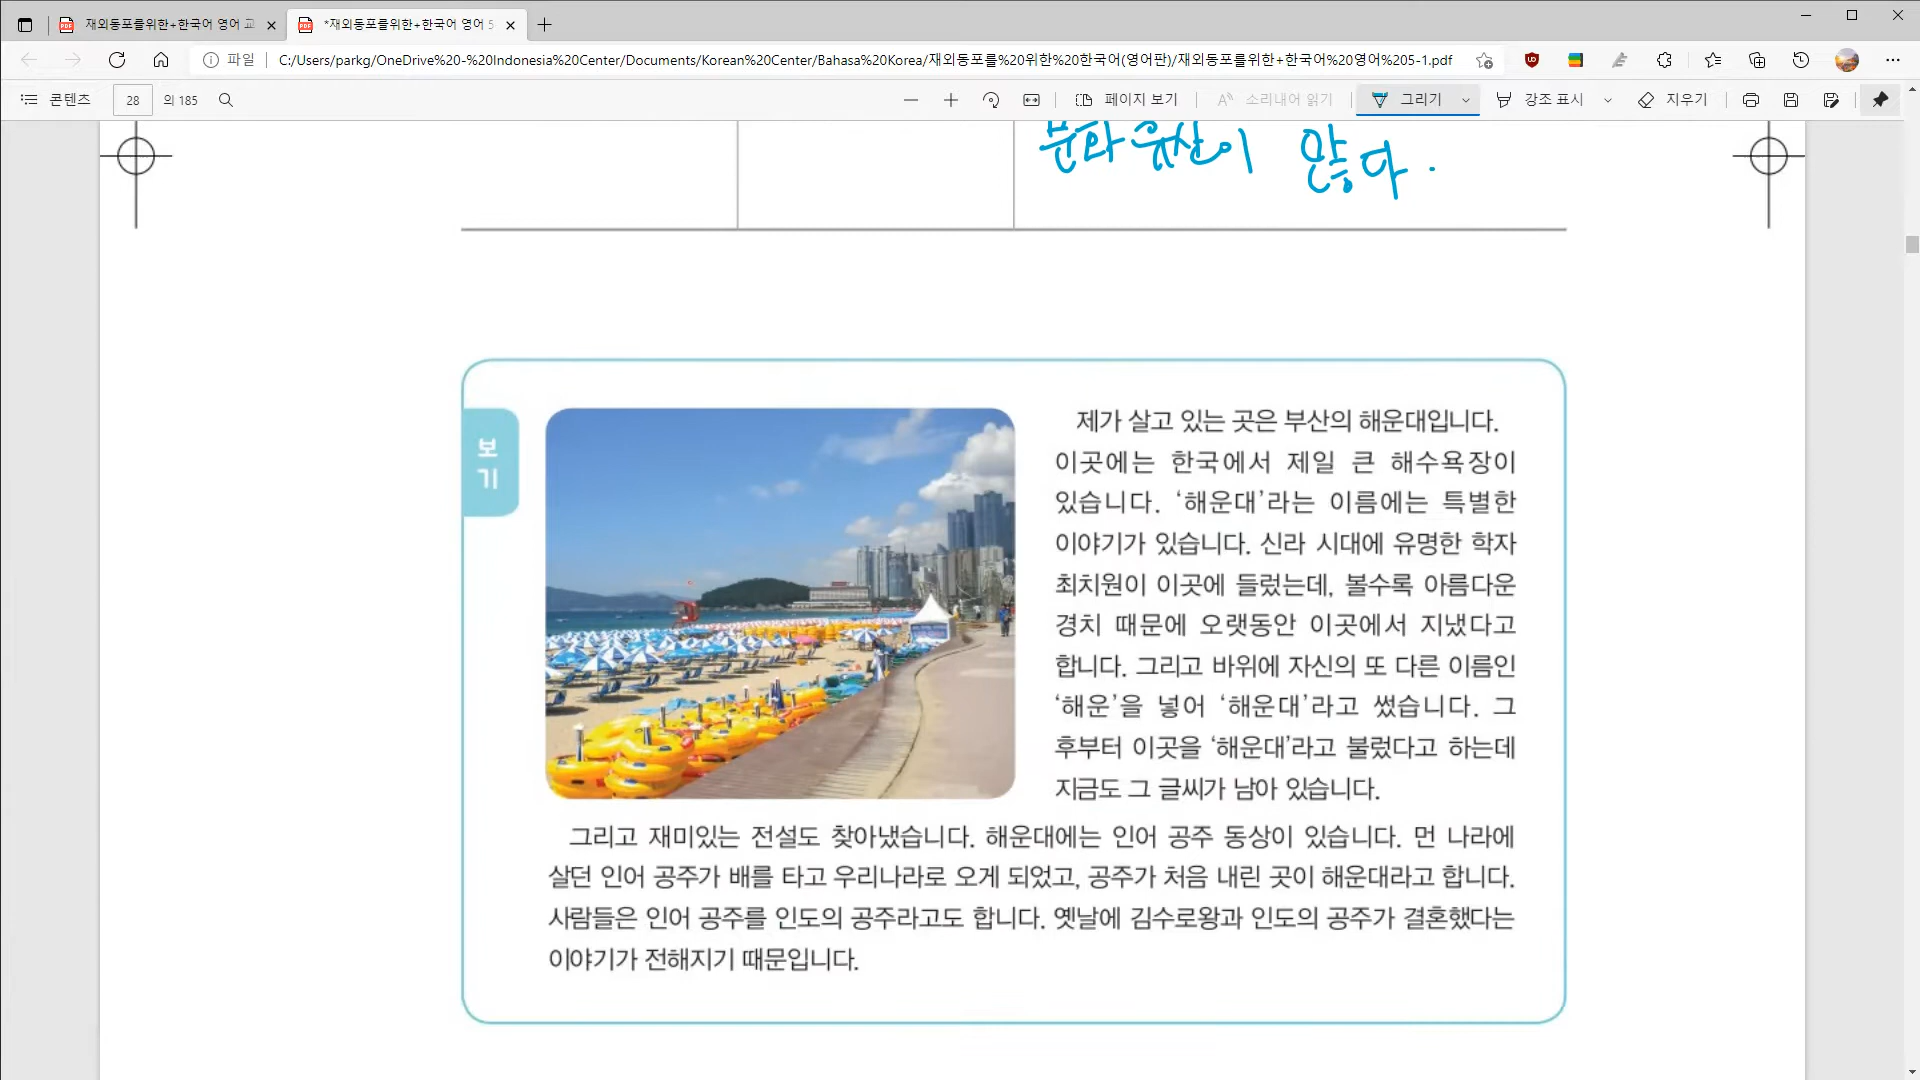 재외동포를위한+한국어 영어 교
*재외동포를위한+한국어 영어 5
파일
C:/Users/parkg/OneDrive%20-%20Indonesia%20Center/Documents/Korean%20Center/Bahasa%20Korea/재외동포를%20위한%20한국어(영어판)/재외동포를위한+한국어%20영어%205-1.pdf
콘텐츠 28 의 185
페이지 보기
소리내어 읽기
그리기
강조 표시
지우기
문화유산이 많다.
보
기
제가 살고 있는 곳은 부산의 해운대입니다.
이곳에는 한국에서 제일 큰 해수욕장이
있습니다. ‘해운대’라는 이름에는 특별한
이야기가 있습니다. 신라 시대에 유명한 학자
최치원이 이곳에 들렀는데, 볼수록 아름다운
경치 때문에 오랫동안 이곳에서 지냈다고
합니다. 그리고 바위에 자신의 또 다른 이름인
‘해운’을 넣어 ‘해운대’라고 썼습니다. 그
후부터 이곳을 ‘해운대’라고 불렀다고 하는데
지금도 그 글씨가 남아 있습니다.
그리고 재미있는 전설도 찾아냈습니다. 해운대에는 인어 공주 동상이 있습니다. 먼 나라에
살던 인어 공주가 배를 타고 우리나라로 오게 되었고, 공주가 처음 내린 곳이 해운대라고 합니다.
사람들은 인어 공주를 인도의 공주라고도 합니다. 옛날에 김수로왕과 인도의 공주가 결혼했다는
이야기가 전해지기 때문입니다.